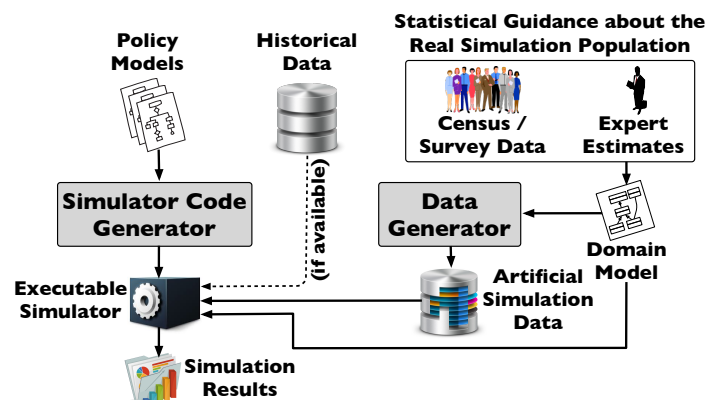 Statistical Guidance about the
Real Simulation Population
Policy
Models
Historical
Data
Census /
Survey Data
Expert
Estimates
(if available)
Simulator Code
Generator
Data
Generator
Domain
Model
Executable
Simulator
Artificial
Simulation
Data
Simulation
Results